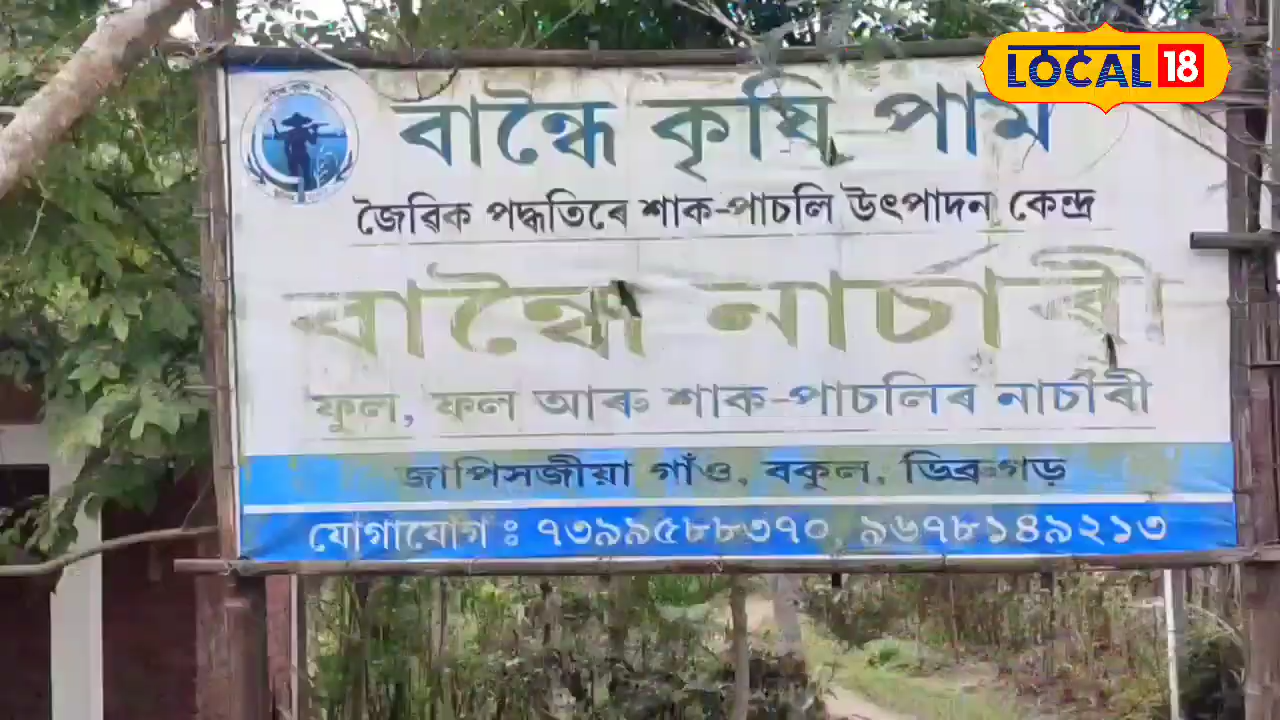 LOCAL 18
বান্ধৈ কৃষি পাম
জৈৱিক পদ্ধতিৰে শাক-পাচলি উৎপাদন কেন্দ্ৰ
বান্ধৈ নাৰ্চাৰী
ফুল, ফল আৰু শাক-পাচলিৰ নাৰ্চাৰী
জাপিসজীয়া গাঁও, বকুল, ডিব্ৰুগড়
যোগাযোগ : ৭৩৯৯৫৮৮৩৭০, ৯৬৭৮১৪৯২১৩